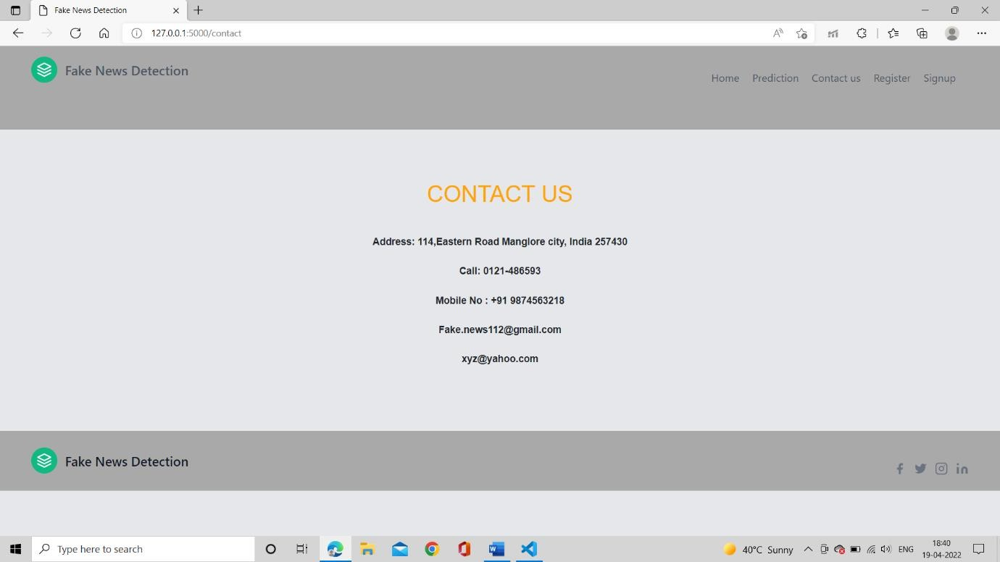 Fake News Detection
127.0.0.1:5000/contact
Fake News Detection
Home Prediction Contact us Register Signup
CONTACT US
Address: 114,Eastern Road Manglore city, India 257430
Call: 0121-486593
Mobile No : +91 9874563218
Fake.news112@gmail.com
xyz@yahoo.com
Fake News Detection
Type here to search
40°C Sunny
ENG
18:40
19-04-2022